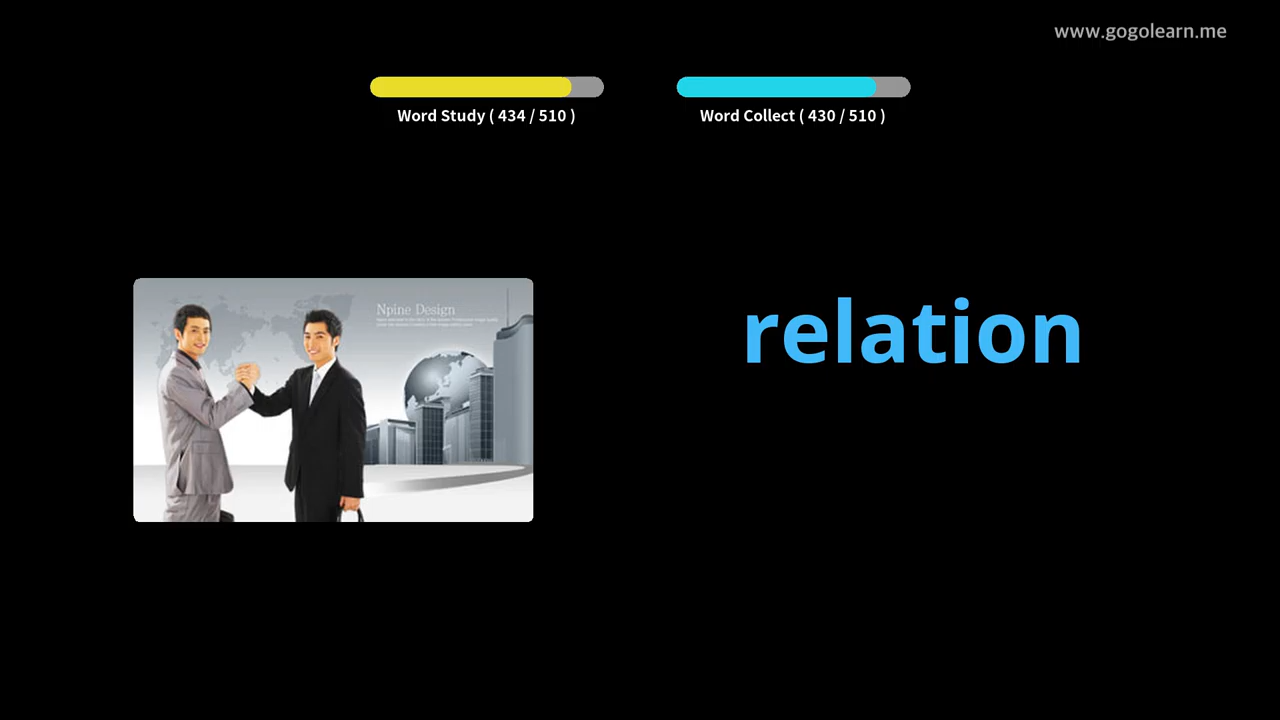 www.gogolearn.me
Word Study ( 434 / 510 )
Word Collect ( 430 / 510 )
Npine Design
relation